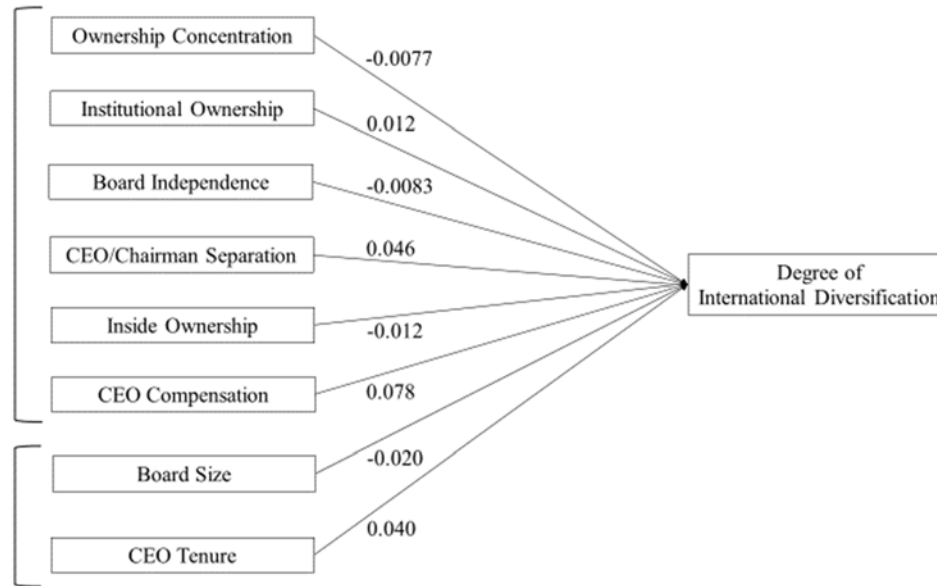 Ownership Concentration
-0.0077
Institutional Ownership
0.012
Board Independence
-0.0083
CEO/Chairman Separation
0.046
Degree of
International Diversification
Inside Ownership
-0.012
CEO Compensation
0.078
Board Size
-0.020
CEO Tenure
0.040